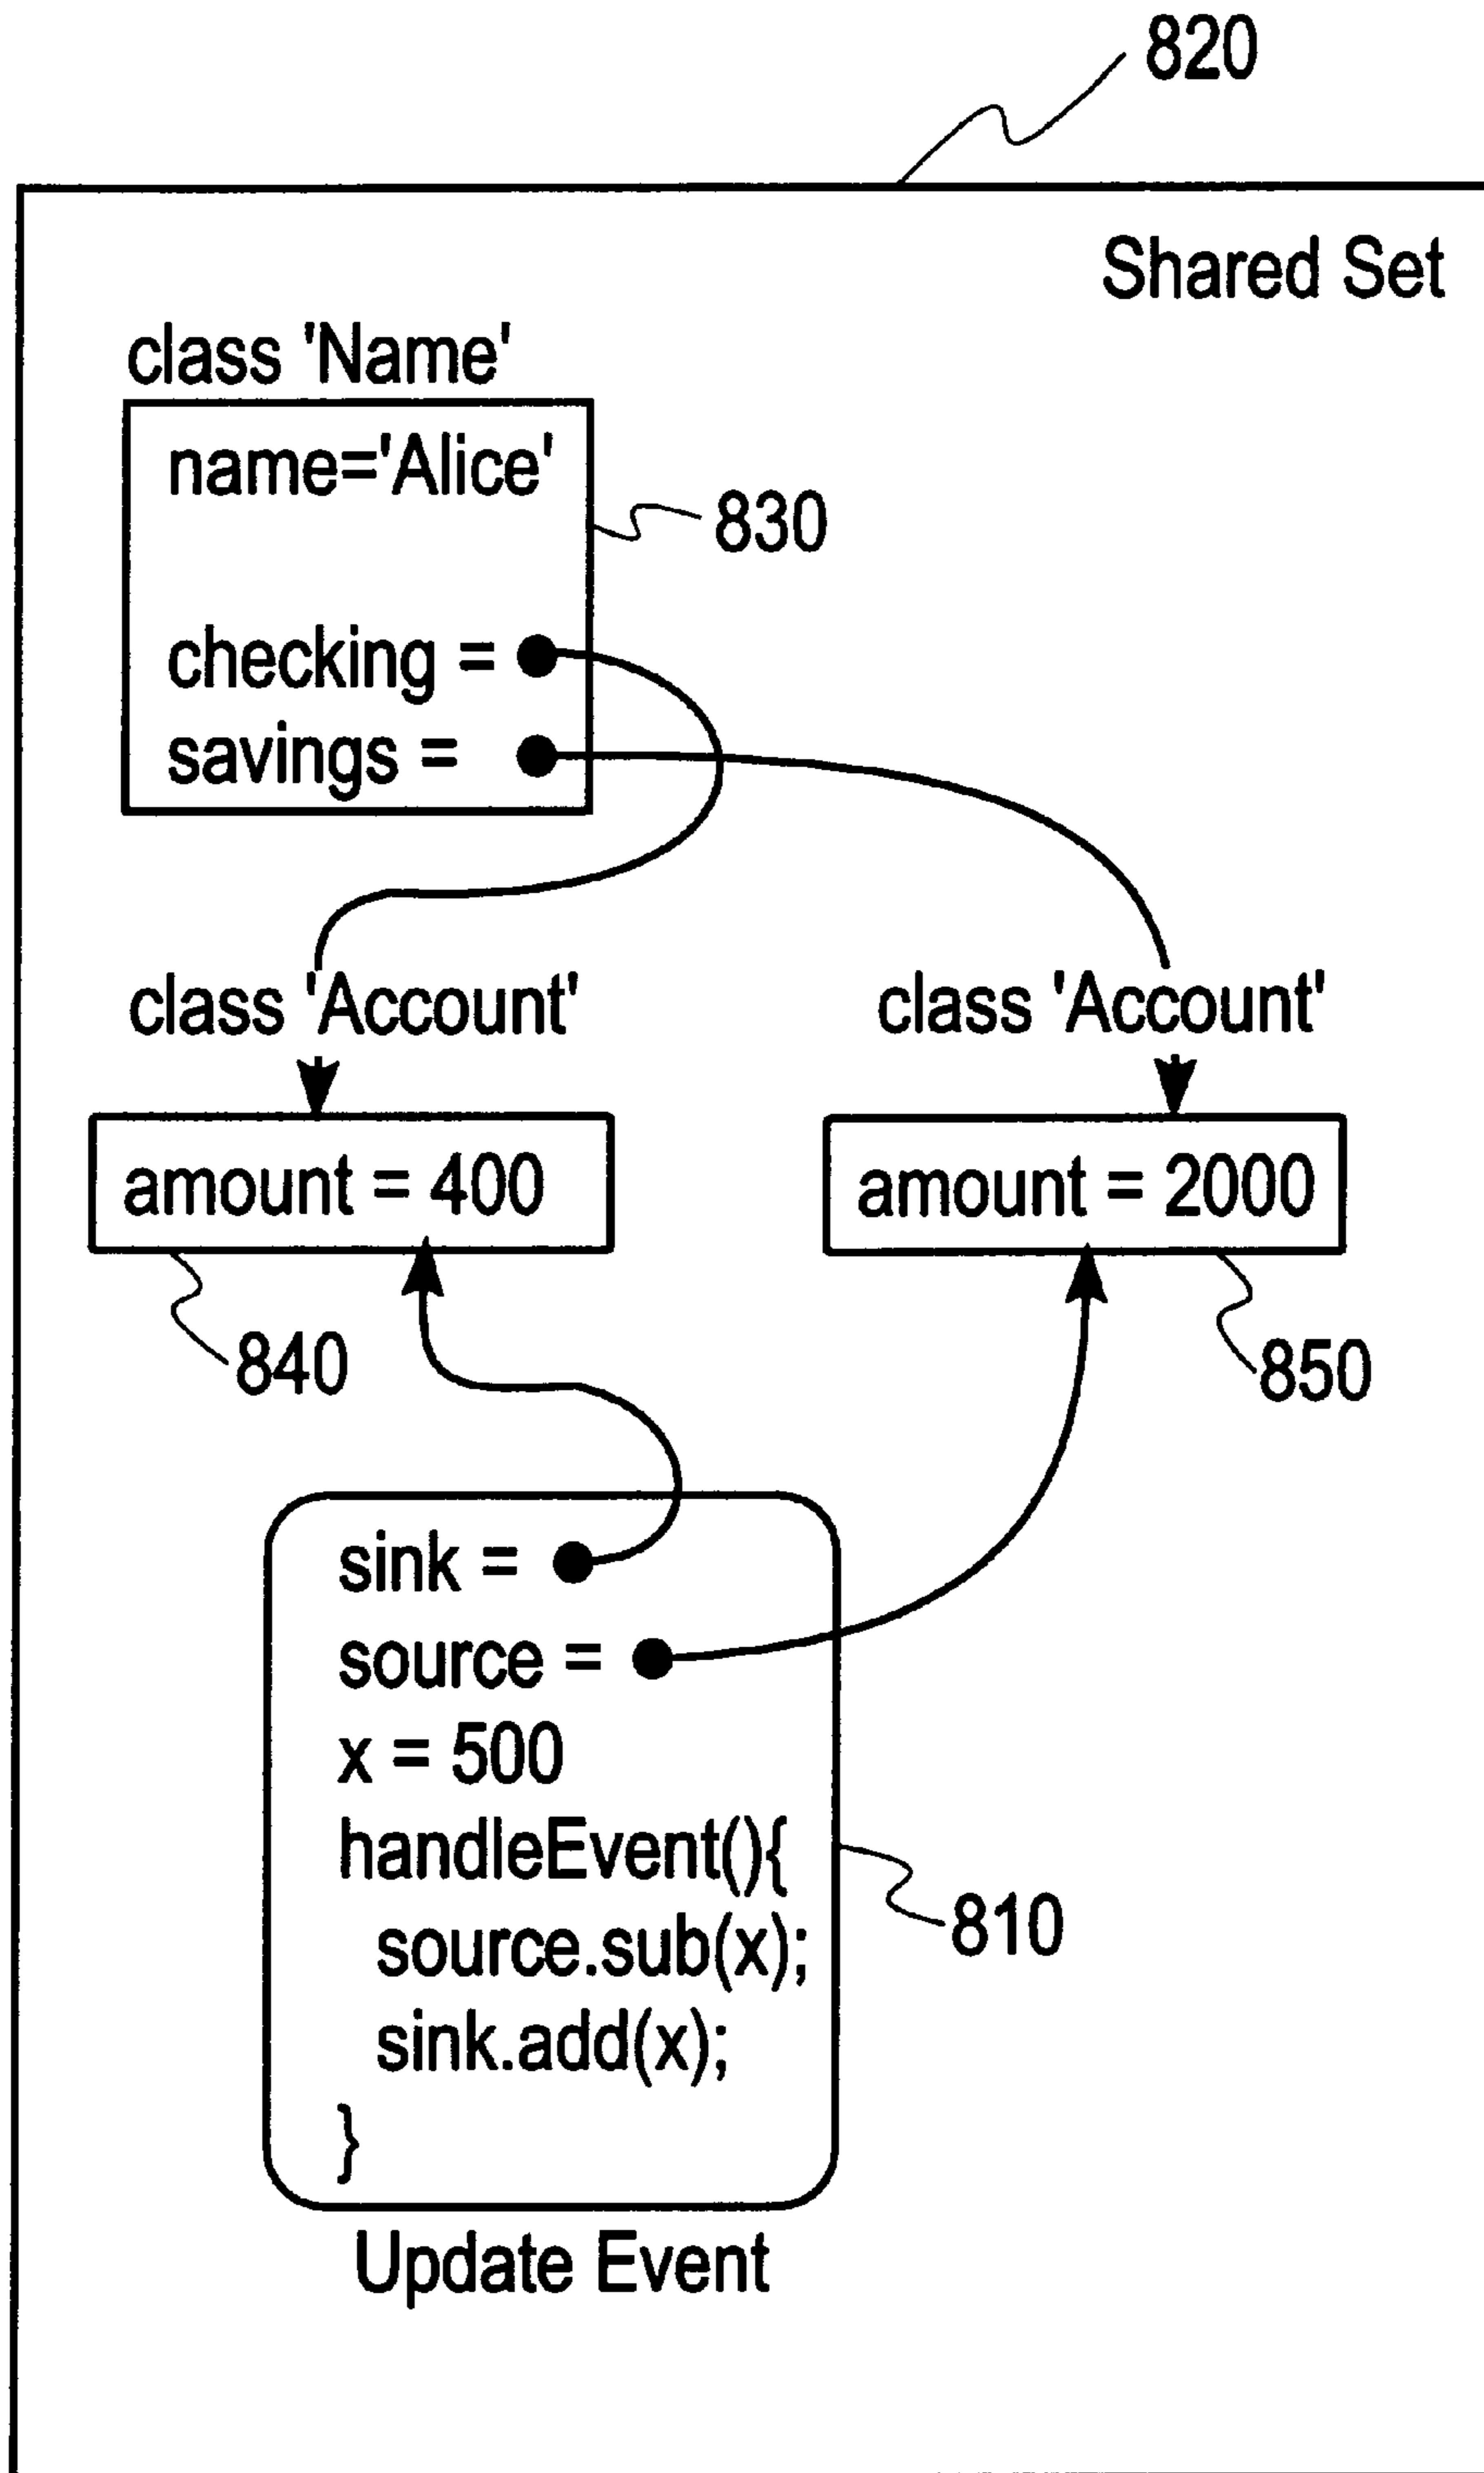 820
Shared Set
class 'Name'
name='Alice'
830
checking =
savings =
class 'Account'
class 'Account'
amount = 400
amount = 2000
840
850
sink =
source =
x = 500
handleEvent(){
source.sub(x);
810
sink.add(x);
}
Update Event